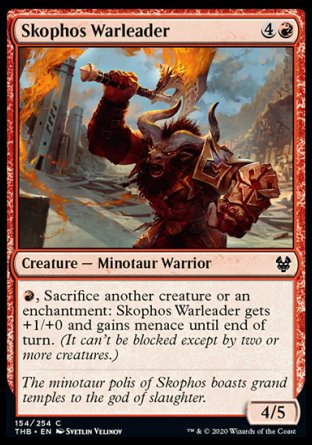 Skophos Warleader 4
Creature — Minotaur Warrior
, Sacrifice another creature or an
enchantment: Skophos Warleader gets
+1/+0 and gains menace until end of
turn. (It can't be blocked except by two or
more creatures.)
The minotaur polis of Skophos boasts grand
temples to the god of slaughter.
4/5
154/254 C
THB • EN Svetlin Velinov
™ & © 2020 Wizards of the Coast